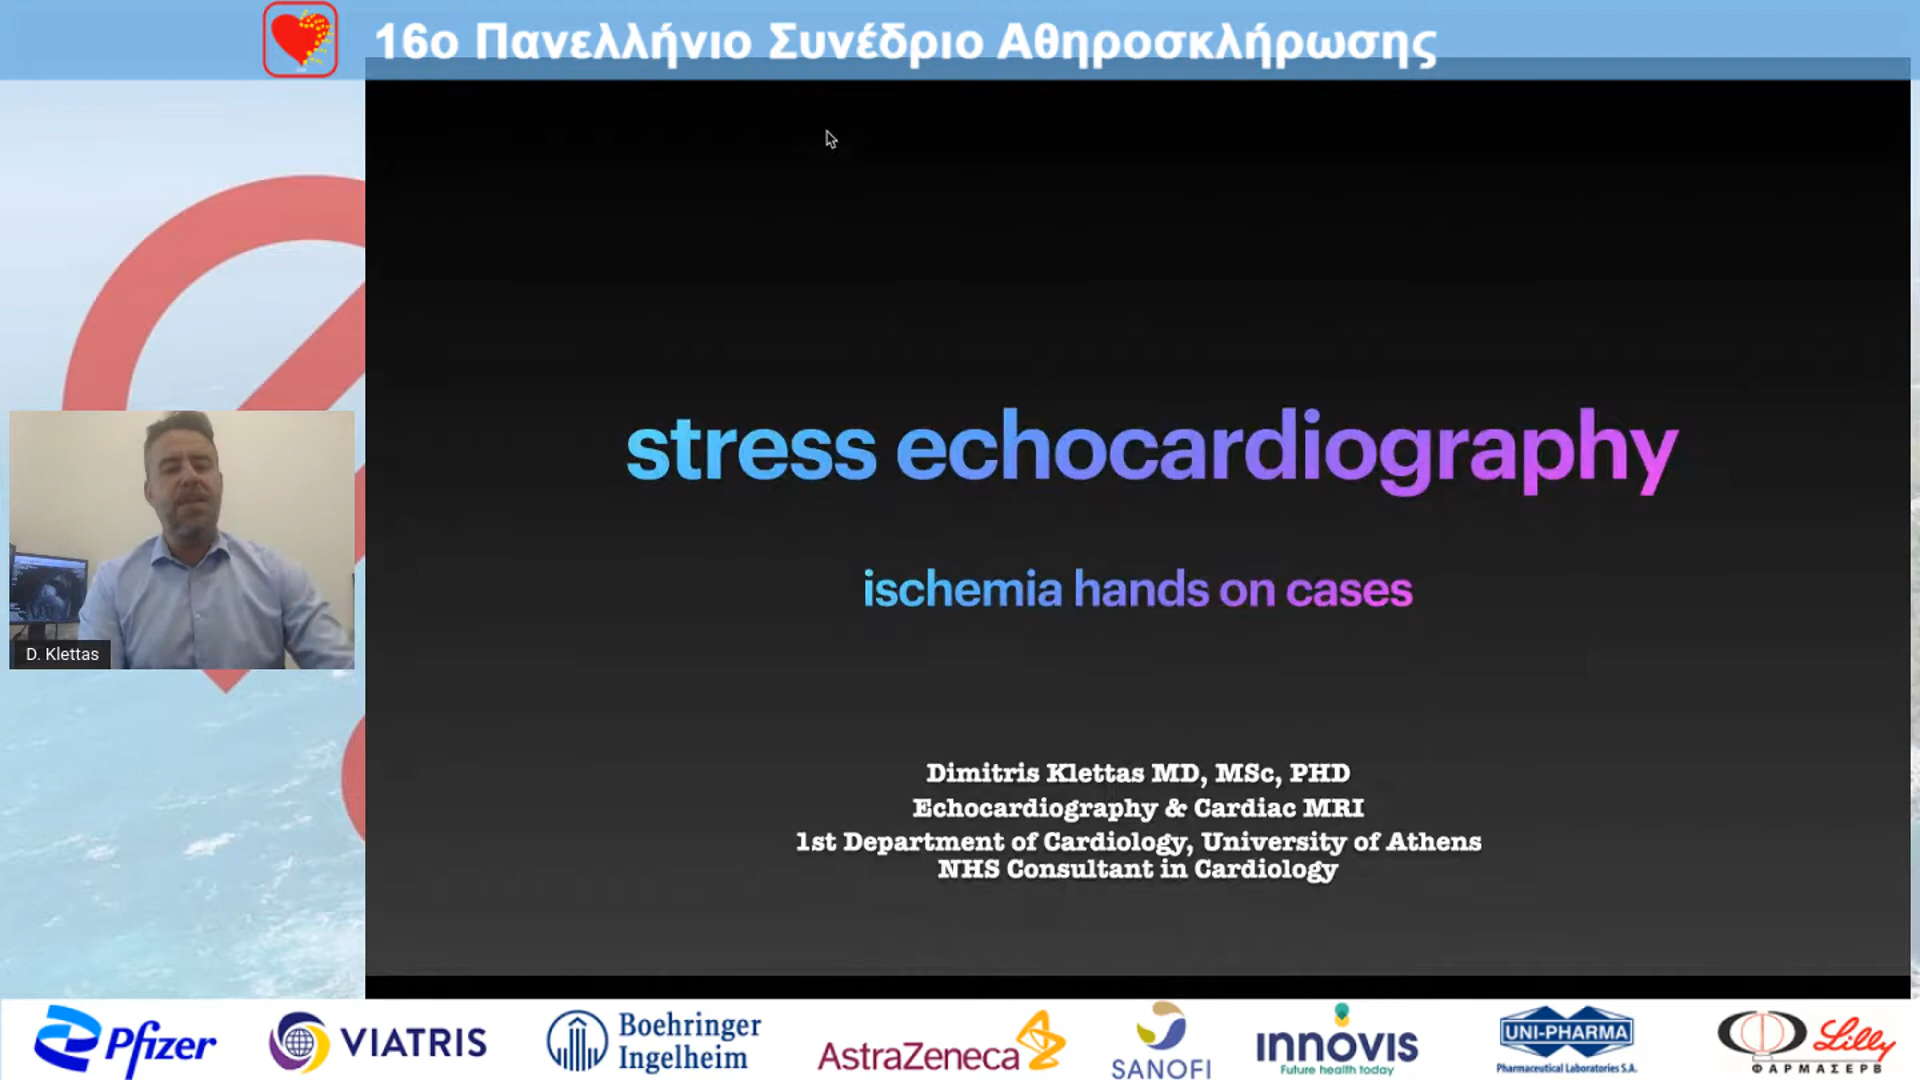 16ο Πανελλήνιο Συνέδριο Αθηροσκλήρωσης
stress echocardiography
ischemia hands on cases
D. Klettas
Dimitris Klettas MD, MSc, PHD
Echocardiography & Cardiac MRI
1st Department of Cardiology, University of Athens
NHS Consultant in Cardiology
Pfizer
VIATRIS
Boehringer
Ingelheim
AstraZeneca
SANOFI
INNOVIS
Future health today
UNI-PHARMA
Pharmaceutical Laboratories S.A.
Lilly
ΦΑΡΜΑΣΕΡΒ